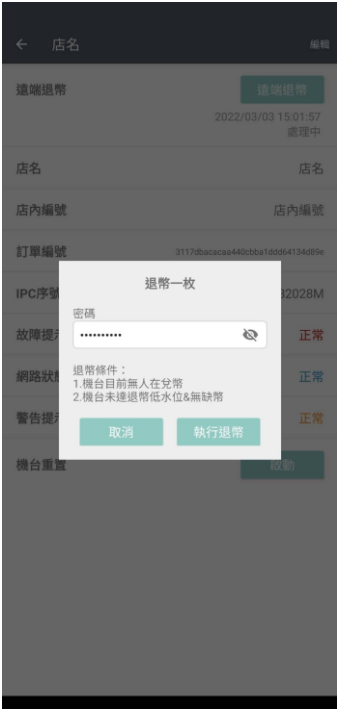 店名
編輯
遠端退幣
遠端退幣
2022/03/03 15:01:57
處理中
店名
店名
店內編號
店內編號
訂單編號
3117dbacacaa440cbba1ddd64134d89e
IPC序號
32028M
退幣一枚
密碼
故障提
正常
退幣條件：
1.機台目前無人在兌幣
2.機台未達退幣低水位&無缺幣
網路狀
正常
警告提
正常
取消
執行退幣
機台重置
啟動